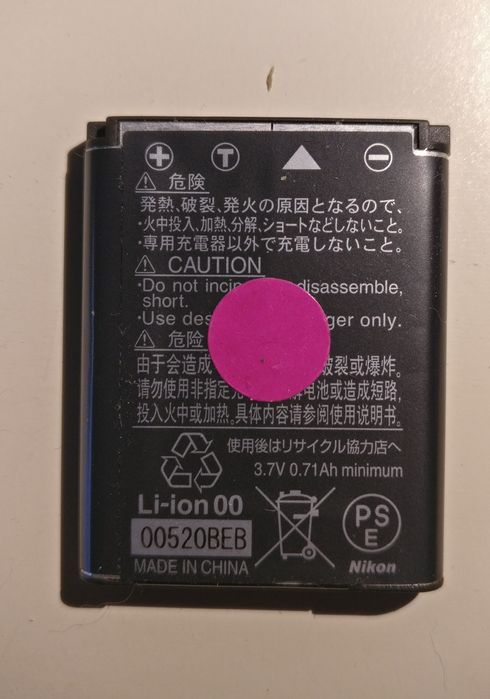 + T -
危険
発熱、破裂、発火の原因となるので、
・火中投入、加熱、分解、ショートなどしないこと。
・専用充電器以外で充電しないこと。
CAUTION
·Do not disassemble,
short.
·Use only.
危险
由于会造成 破裂或爆炸。
请勿使用非指定 电池或造成短路,
投入火中或加热。具体内容请参阅使用说明书。
使用後はリサイクル協力店へ
3.7V 0.71Ah minimum
Li-ion 00
00520BEB
MADE IN CHINA
PS
E
Nikon